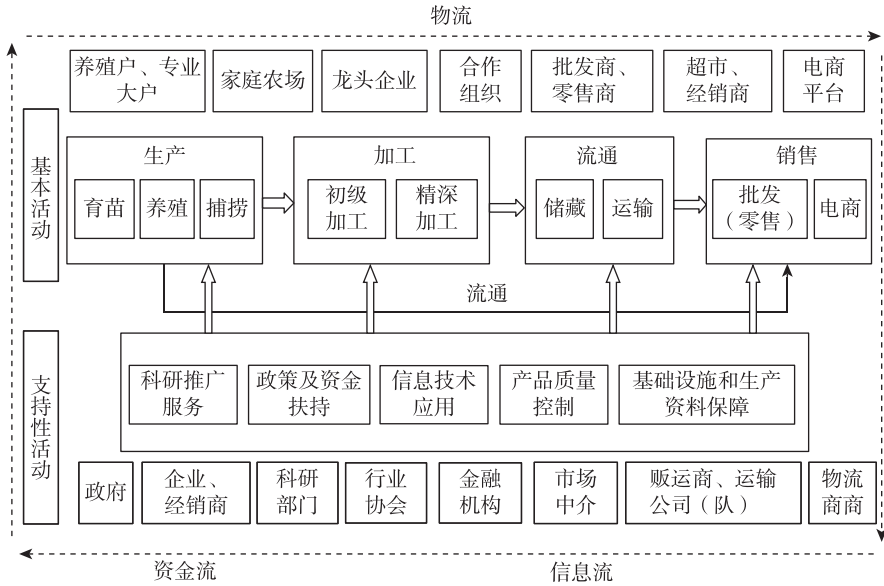 物流
养殖户、专业
大户
家庭农场
龙头企业
合作
组织
批发商、
零售商
超市、
经销商
电商
平台
基本活动
生产
育苗
养殖
捕捞
加工
初级
加工
精深
加工
流通
储藏
运输
销售
批发
（零售）
电商
流通
支持性活动
科研推广
服务
政策及资金
扶持
信息技术
应用
产品质量
控制
基础设施和生产
资料保障
政府
企业、
经销商
科研
部门
行业
协会
金融
机构
市场
中介
贩运商、运输
公司（队）
物流
商商
资金流
信息流